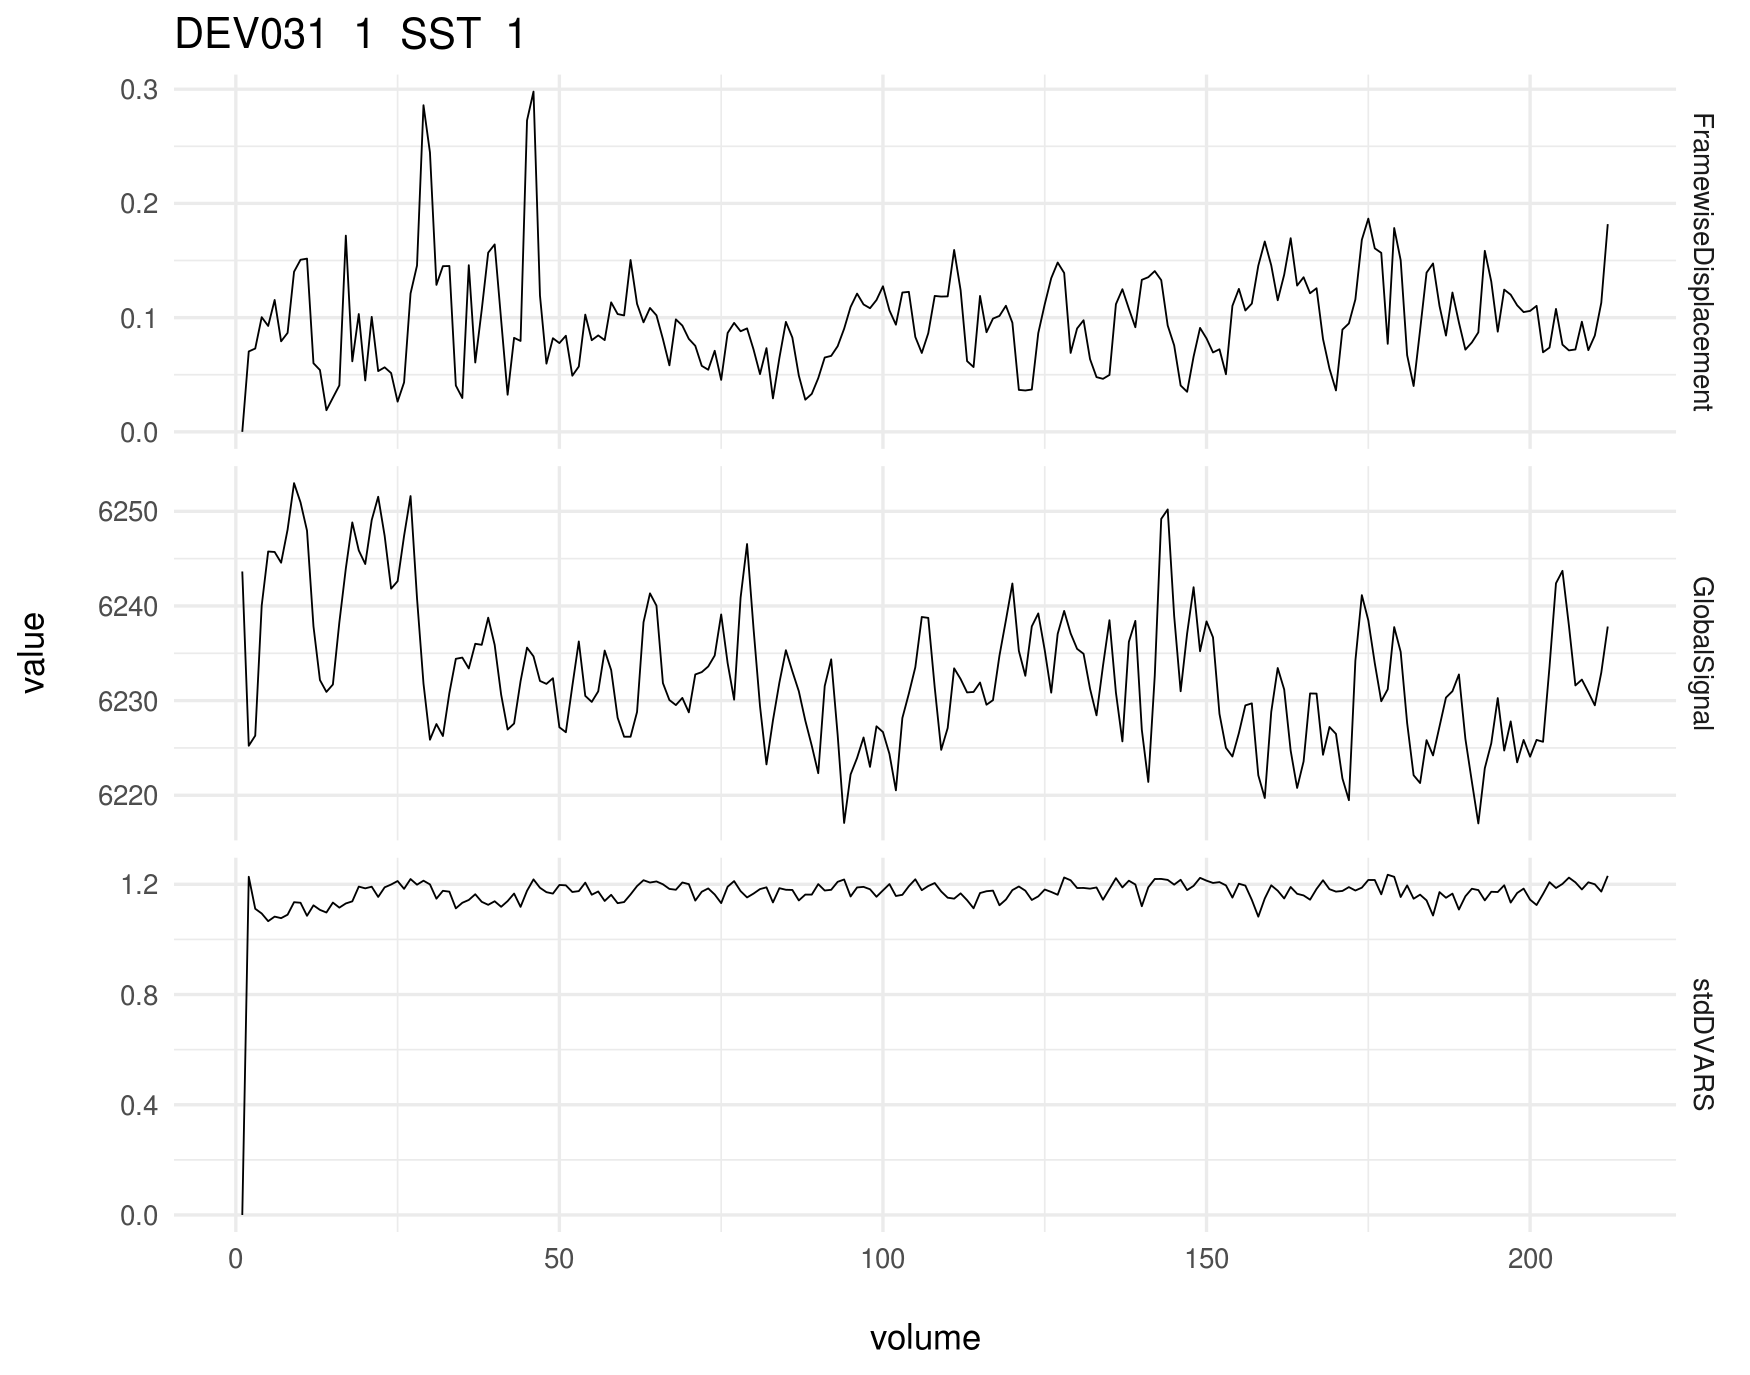 DEV031 1 SST 1
0.3
0.2
0.1
0.0
FramewiseDisplacement
6250
6240
6230
6220
GlobalSignal
value
1.2
0.8
0.4
0.0
stdDVARS
0 50 100 150 200
volume